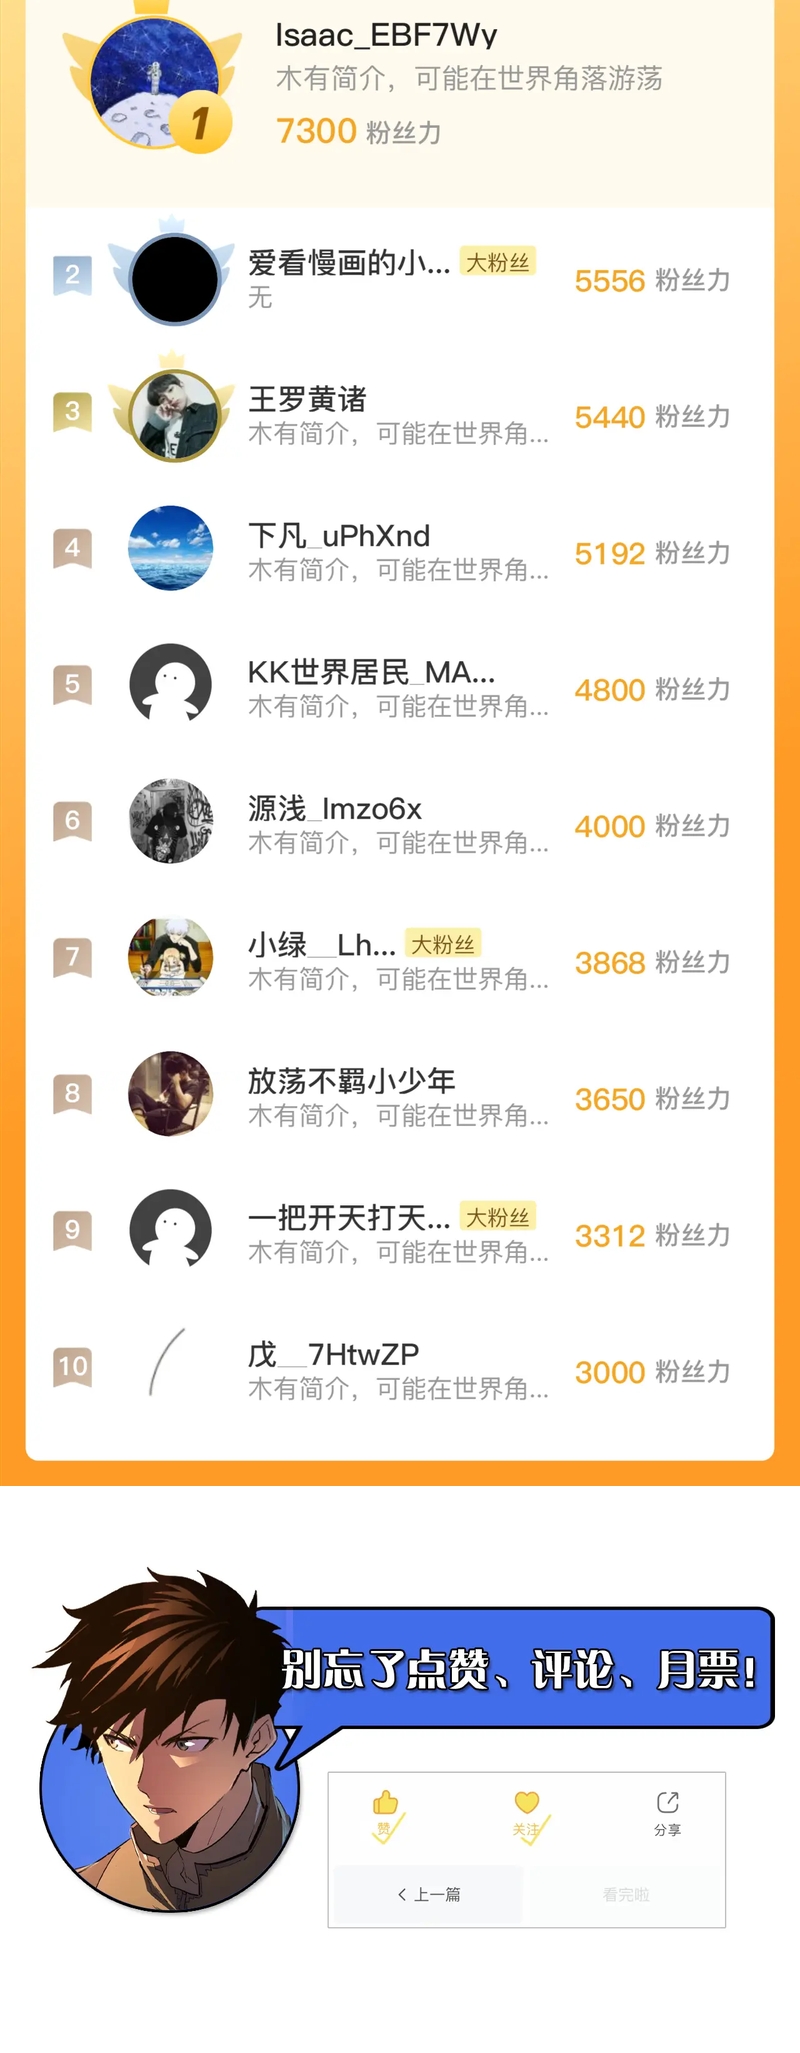 Isaac_EBF7Wy
木有简介，可能在世界角落游荡
1
7300 粉丝力
2 爱看慢画的小... 大粉丝 5556 粉丝力
无
3 王罗黄诸 5440 粉丝力
木有简介，可能在世界角...
4 下凡_uPhXnd 5192 粉丝力
木有简介，可能在世界角...
5 KK世界居民_MA... 4800 粉丝力
木有简介，可能在世界角...
6 源浅_lmzo6x 4000 粉丝力
木有简介，可能在世界角...
7 小绿__Lh... 大粉丝 3868 粉丝力
木有简介，可能在世界角...
8 放荡不羁小少年 3650 粉丝力
木有简介，可能在世界角...
9 一把开天打天... 大粉丝 3312 粉丝力
木有简介，可能在世界角...
10 戊__7HtwZP 3000 粉丝力
木有简介，可能在世界角...
别忘了点赞、评论、月票!
赞 关注 分享
く 上一篇 看完啦